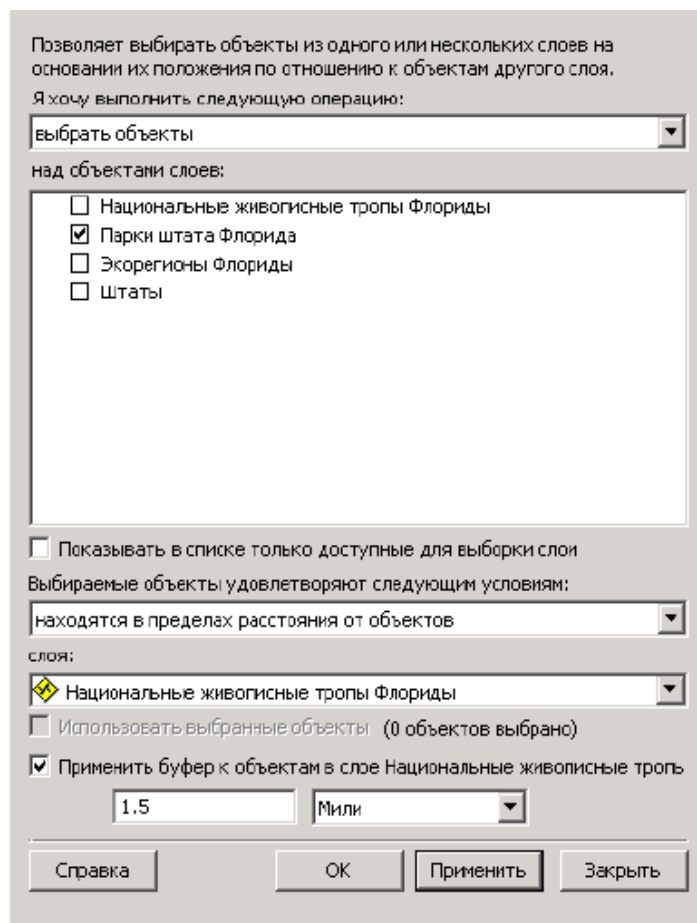 Позволяет выбирать объекты из одного или нескольких слоев на
основании их положения по отношению к объектам другого слоя.
Я хочу выполнить следующую операцию:
выбрать объекты
над объектами слоев:
Национальные живописные тропы Флориды
Парки штата Флорида
Экорегионы Флориды
Штаты
Показывать в списке только доступные для выборки слои
Выбираемые объекты удовлетворяют следующим условиям:
находятся в пределах расстояния от объектов
слоя:
Национальные живописные тропы Флориды
Использовать выбранные объекты (0 объектов выбрано)
Применить буфер к объектам в слое Национальные живописные тропь
1.5 Мили
Справка ОК Применить Закрыть